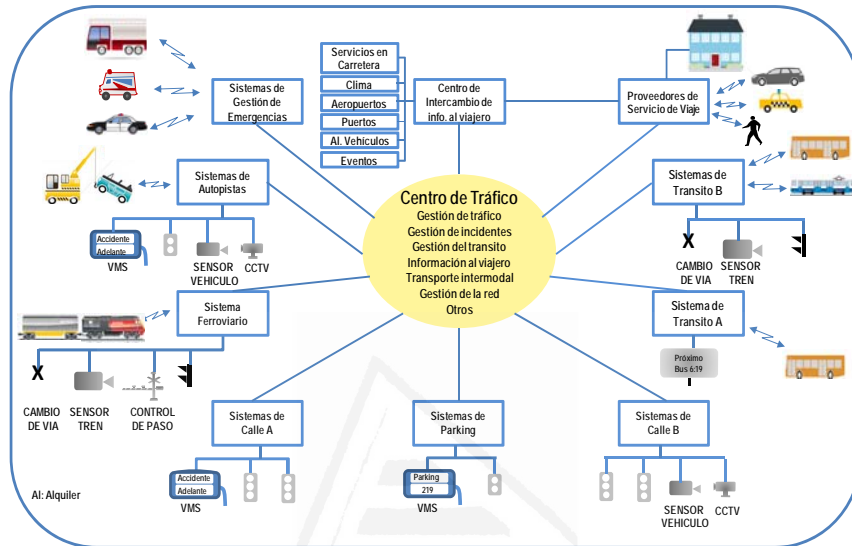 Servicios en
Carretera
Clima
Aeropuertos
Puertos
Al. Vehículos
Eventos
Centro de
Intercambio de
info. al viajero
Sistemas de
Gestión de
Emergencias
Proveedores de
Servicio de Viaje
Sistemas de
Autopistas
Accidente
Adelante
VMS
SENSOR
VEHICULO
CCTV
Centro de Tráfico
Gestión de tráfico
Gestión de incidentes
Gestión del transito
Información al viajero
Transporte intermodal
Gestión de la red
Otros
Sistemas de
Transito B
CAMBIO
DE VIA
SENSOR
TREN
Sistema
Ferroviario
CAMBIO
DE VIA
SENSOR
TREN
CONTROL
DE PASO
Sistema de
Transito A
Próximo
Bus 6:19
Sistemas de
Calle A
Accidente
Adelante
VMS
Sistemas de
Parking
Parking
219
VMS
Sistemas de
Calle B
SENSOR
VEHICULO
CCTV
Al: Alquiler